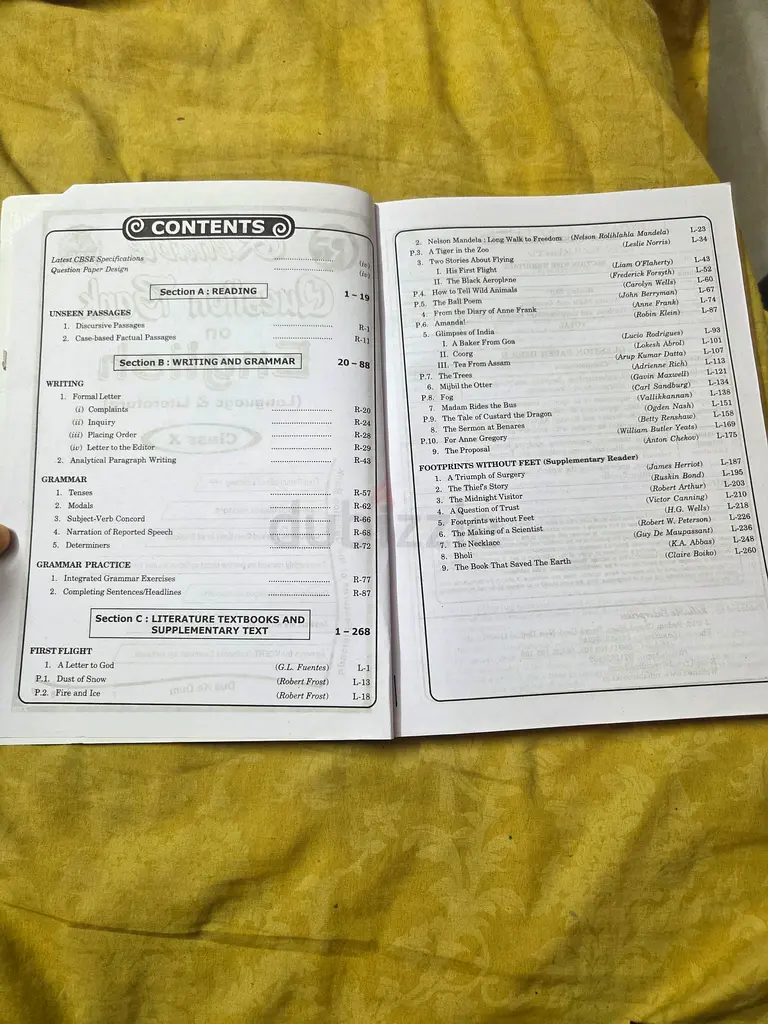 CONTENTS
Latest CBSE Specifications .................... (iv)
Question Paper Design .................... (iv)
Section A : READING 1 – 19
UNSEEN PASSAGES
1. Discursive Passages .................... R-1
2. Case-based Factual Passages .................... R-11
Section B : WRITING AND GRAMMAR 20 – 88
WRITING
1. Formal Letter
(i) Complaints .................... R-20
(ii) Inquiry .................... R-24
(iii) Placing Order .................... R-28
(iv) Letter to the Editor .................... R-29
2. Analytical Paragraph Writing .................... R-43
GRAMMAR
1. Tenses .................... R-57
2. Modals .................... R-62
3. Subject-Verb Concord .................... R-66
4. Narration of Reported Speech .................... R-68
5. Determiners .................... R-72
GRAMMAR PRACTICE
1. Integrated Grammar Exercises .................... R-77
2. Completing Sentences/Headlines .................... R-87
Section C : LITERATURE TEXTBOOKS AND
SUPPLEMENTARY TEXT 1 – 268
FIRST FLIGHT
1. A Letter to God (G.L. Fuentes) L-1
P.1. Dust of Snow (Robert Frost) L-13
P.2. Fire and Ice (Robert Frost) L-18
2. Nelson Mandela : Long Walk to Freedom (Nelson Rolihlahla Mandela) L-23
P.3. A Tiger in the Zoo (Leslie Norris) L-34
3. Two Stories About Flying
I. His First Flight (Liam O'Flaherty) L-43
II. The Black Aeroplane (Frederick Forsyth) L-52
P.4. How to Tell Wild Animals (Carolyn Wells) L-60
P.5. The Ball Poem (John Berryman) L-67
4. From the Diary of Anne Frank (Anne Frank) L-74
P.6. Amanda! (Robin Klein) L-87
5. Glimpses of India
I. A Baker From Goa (Lucio Rodrigues) L-93
II. Coorg (Lokesh Abrol) L-101
III. Tea From Assam (Arup Kumar Datta) L-107
P.7. The Trees (Adrienne Rich) L-113
6. Mijbil the Otter (Gavin Maxwell) L-121
P.8. Fog (Carl Sandburg) L-134
7. Madam Rides the Bus (Vallikkannan) L-138
P.9. The Tale of Custard the Dragon (Ogden Nash) L-151
8. The Sermon at Benares (Betty Renshaw) L-158
P.10. For Anne Gregory (William Butler Yeats) L-169
9. The Proposal (Anton Chekov) L-175
FOOTPRINTS WITHOUT FEET (Supplementary Reader)
1. A Triumph of Surgery (James Herriot) L-187
2. The Thief's Story (Ruskin Bond) L-195
3. The Midnight Visitor (Robert Arthur) L-203
4. A Question of Trust (Victor Canning) L-210
5. Footprints without Feet (H.G. Wells) L-218
6. The Making of a Scientist (Robert W. Peterson) L-226
7. The Necklace (Guy De Maupassant) L-236
8. Bholi (K.A. Abbas) L-248
9. The Book That Saved The Earth (Claire Boiko) L-260
dubizzle